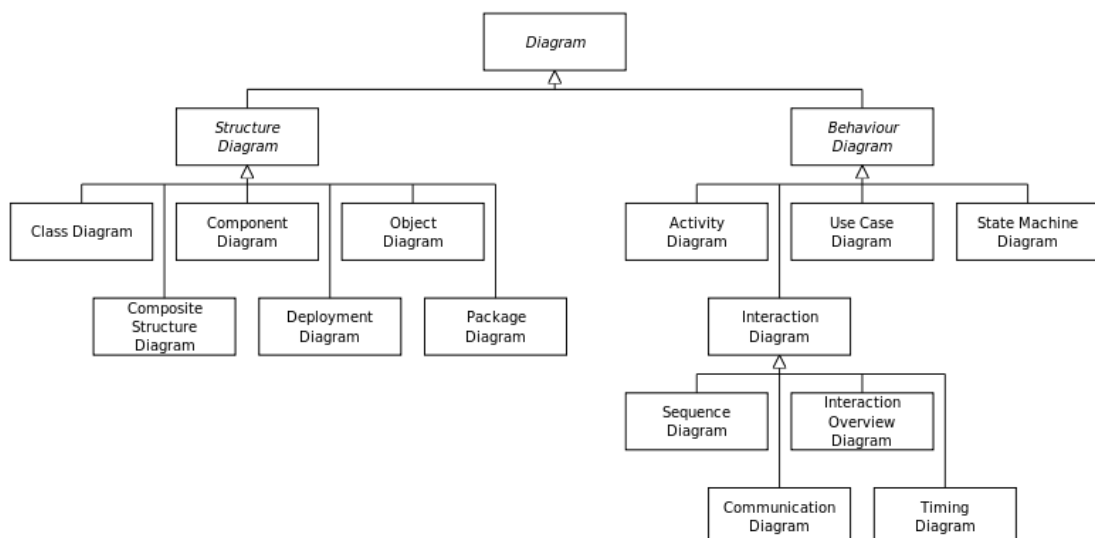 Diagram
Structure
Diagram
Behaviour
Diagram
Class Diagram
Component
Diagram
Object
Diagram
Activity
Diagram
Use Case
Diagram
State Machine
Diagram
Composite
Structure
Diagram
Deployment
Diagram
Package
Diagram
Interaction
Diagram
Sequence
Diagram
Interaction
Overview
Diagram
Communication
Diagram
Timing
Diagram